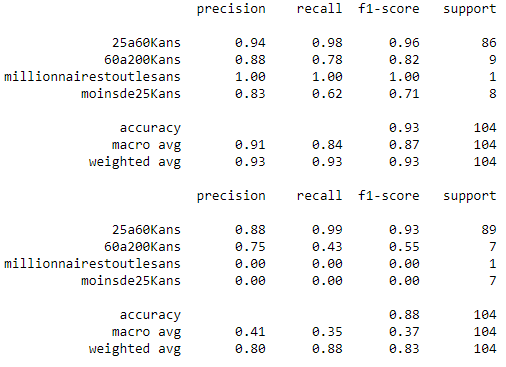 precision recall f1-score support
25a60Kans 0.94 0.98 0.96 86
60a200Kans 0.88 0.78 0.82 9
millionnairestoutlesans 1.00 1.00 1.00 1
moinsde25Kans 0.83 0.62 0.71 8
accuracy 0.93 104
macro avg 0.91 0.84 0.87 104
weighted avg 0.93 0.93 0.93 104
precision recall f1-score support
25a60Kans 0.88 0.99 0.93 89
60a200Kans 0.75 0.43 0.55 7
millionnairestoutlesans 0.00 0.00 0.00 1
moinsde25Kans 0.00 0.00 0.00 7
accuracy 0.88 104
macro avg 0.41 0.35 0.37 104
weighted avg 0.80 0.88 0.83 104